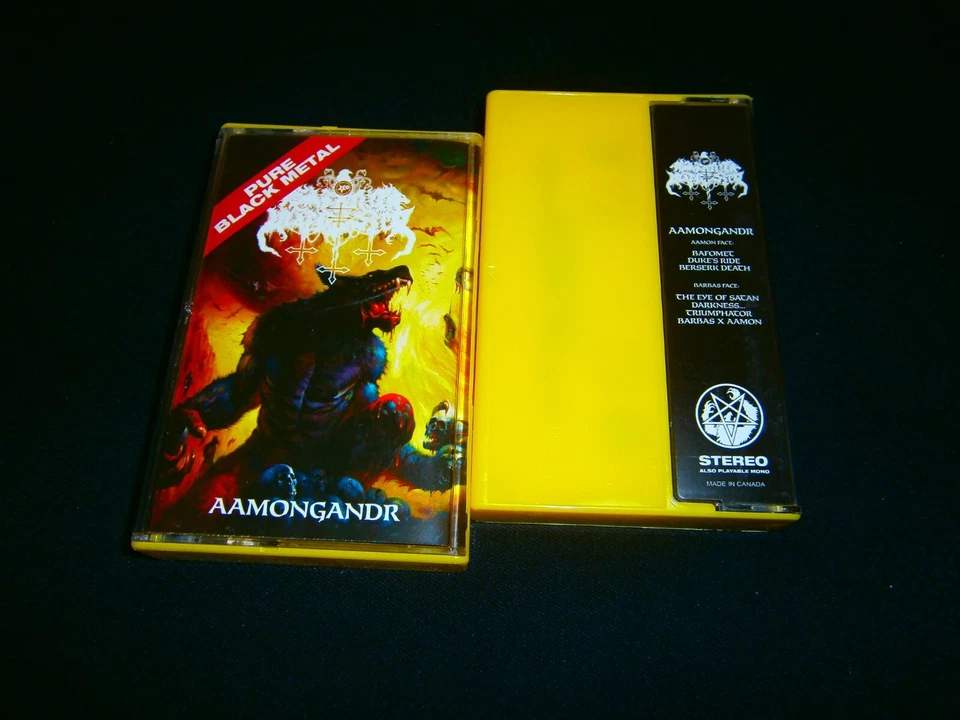 PURE
BLACK METAL
AAMONGANDR
AAMONGANDR
AAMON FACE:
BAFOMET
DUKE'S RIDE
BERSERK DEATH
BARBAS FACE:
THE EYE OF SATAN
DARKNESS...
TRIUMPHATOR
BARBAS X AAMON
STEREO
ALSO PLAYABLE MONO
MADE IN CANADA